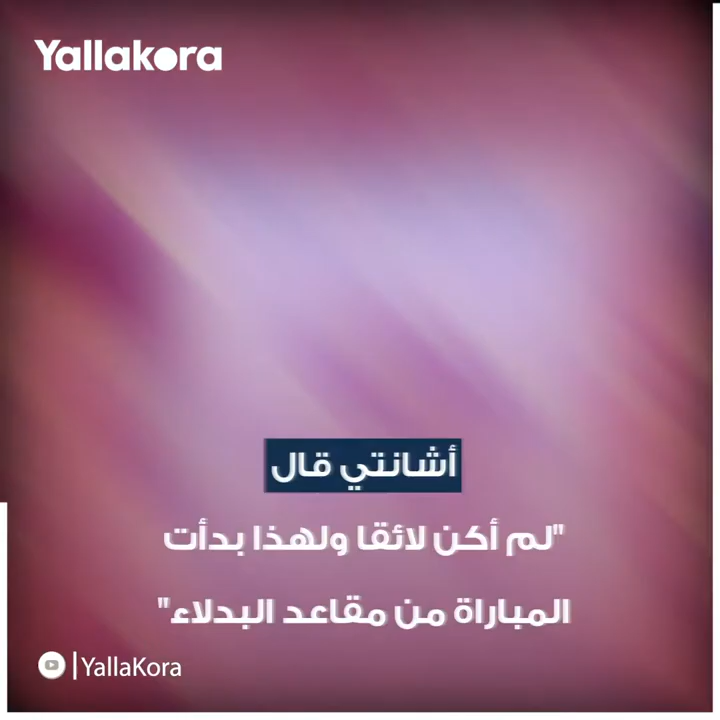 Yallakora
أشانتي قال
"لم أكن لائقا ولهذا بدأت
المباراة من مقاعد البدلاء"
YallaKora